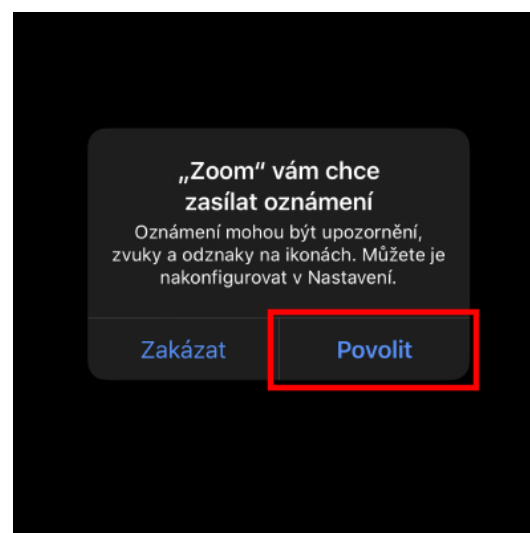 „Zoom“ vám chce
zasílat oznámení
Oznámení mohou být upozornění,
zvuky a odznaky na ikonách. Můžete je
nakonfigurovat v Nastavení.
Zakázat
Povolit